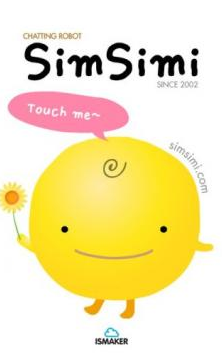 CHATTING ROBOT
SimSimi
SINCE 2002
Touch me~
simsimi.com
ISMAKER